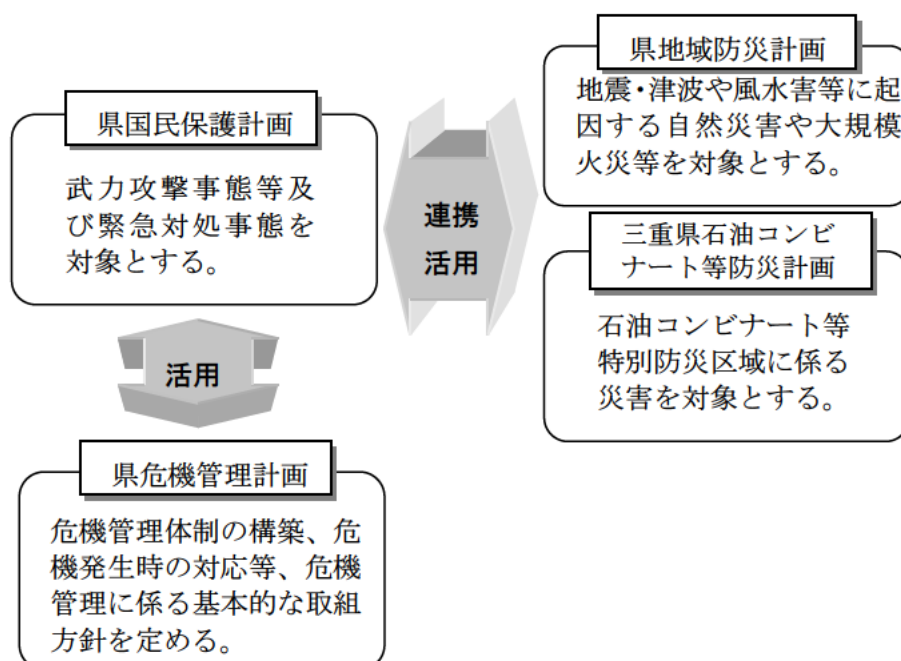 県国民保護計画
武力攻撃事態等及
び緊急対処事態を
対象とする。
連携
活用
県地域防災計画
地震・津波や風水害等に起
因する自然災害や大規模
火災等を対象とする。
三重県石油コンビ
ナート等防災計画
石油コンビナート等
特別防災区域に係る
災害を対象とする。
活用
県危機管理計画
危機管理体制の構築、危
機発生時の対応等、危機
管理に係る基本的な取組
方針を定める。